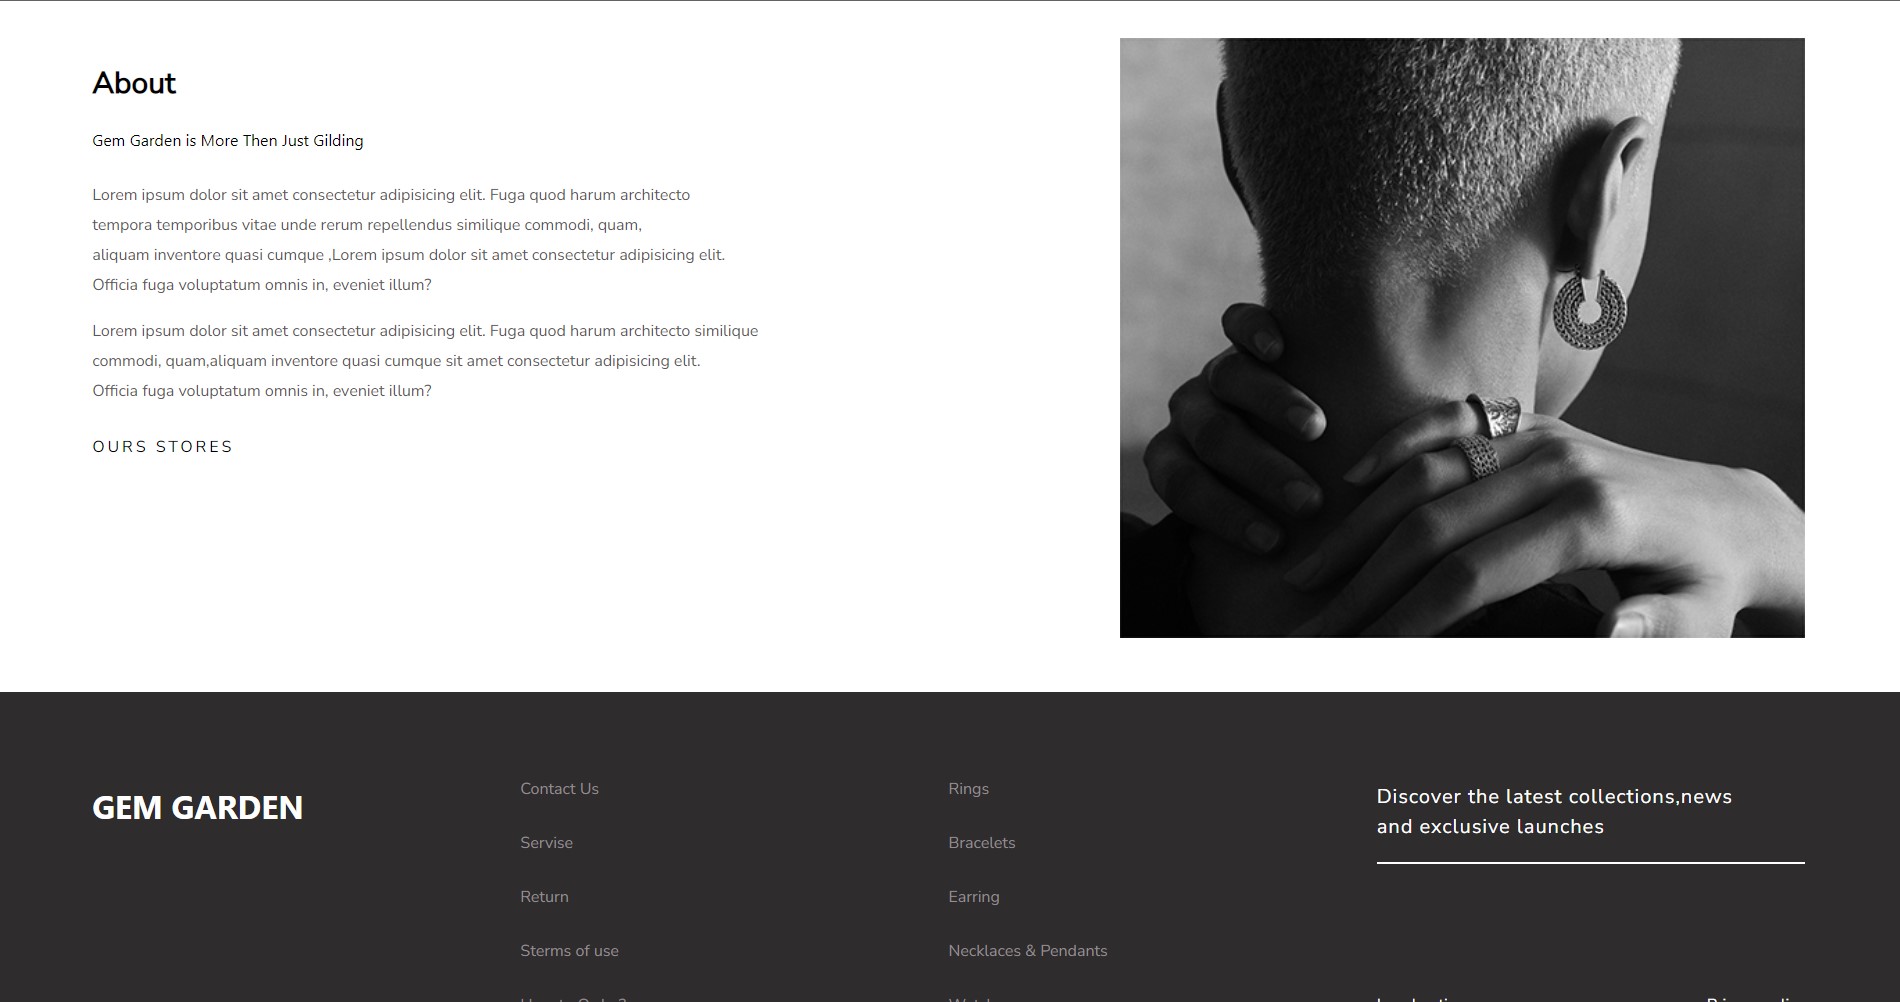 About
Gem Garden is More Then Just Gilding
Lorem ipsum dolor sit amet consectetur adipisicing elit. Fuga quod harum architecto
tempora temporibus vitae unde rerum repellendus similique commodi, quam,
aliquam inventore quasi cumque ,Lorem ipsum dolor sit amet consectetur adipisicing elit.
Officia fuga voluptatum omnis in, eveniet illum?
Lorem ipsum dolor sit amet consectetur adipisicing elit. Fuga quod harum architecto similique
commodi, quam,aliquam inventore quasi cumque sit amet consectetur adipisicing elit.
Officia fuga voluptatum omnis in, eveniet illum?
OURS STORES
GEM GARDEN
Contact Us
Servise
Return
Sterms of use
Rings
Bracelets
Earring
Necklaces & Pendants
Discover the latest collections,news
and exclusive launches